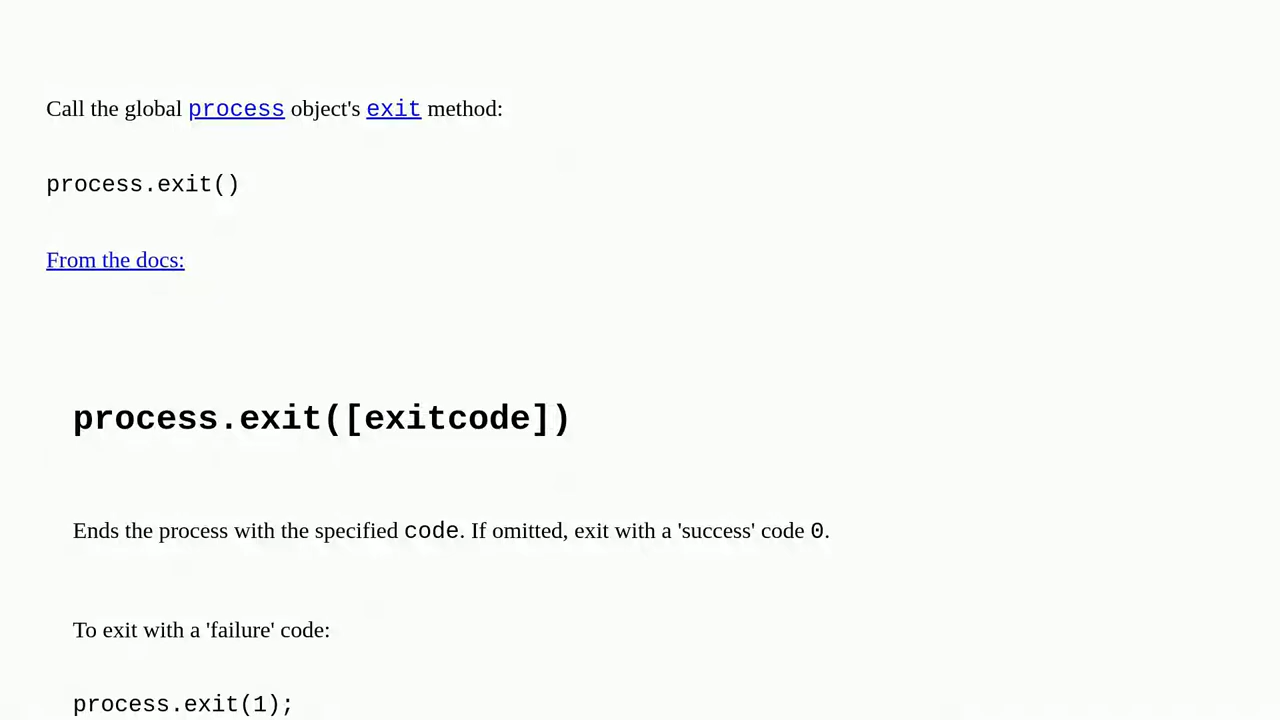 Call the global process object's exit method:
process.exit()
From the docs:
process.exit([exitcode])
Ends the process with the specified code. If omitted, exit with a 'success' code 0.
To exit with a 'failure' code:
process.exit(1);